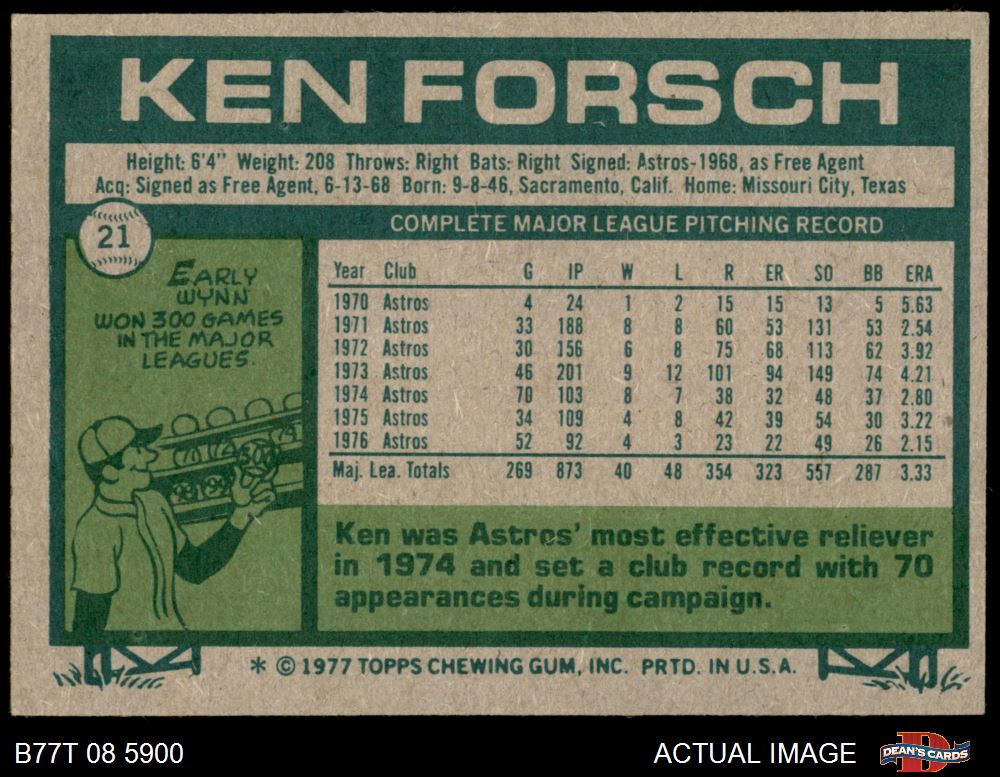 KEN FORSCH
Height: 6'4" Weight: 208 Throws: Right Bats: Right Signed: Astros-1968, as Free Agent
Acq: Signed as Free Agent, 6-13-68 Born: 9-8-46, Sacramento, Calif. Home: Missouri City, Texas
21
EARLY
WYNN
WON 300 GAMES
IN THE MAJOR
LEAGUES.
COMPLETE MAJOR LEAGUE PITCHING RECORD
Year Club G IP W L R ER SO BB ERA
1970 Astros 4 24 1 2 15 15 13 5 5.63
1971 Astros 33 188 8 8 60 53 131 53 2.54
1972 Astros 30 156 6 8 75 68 113 62 3.92
1973 Astros 46 201 9 12 101 94 149 74 4.21
1974 Astros 70 103 8 7 38 32 48 37 2.80
1975 Astros 34 109 4 8 42 39 54 30 3.22
1976 Astros 52 92 4 3 23 22 49 26 2.15
Maj. Lea. Totals 269 873 40 48 354 323 557 287 3.33
Ken was Astros' most effective reliever
in 1974 and set a club record with 70
appearances during campaign.
* © 1977 TOPPS CHEWING GUM, INC. PRTD. IN U.S.A.
B77T 08 5900
ACTUAL IMAGE
DEAN'S CARDS